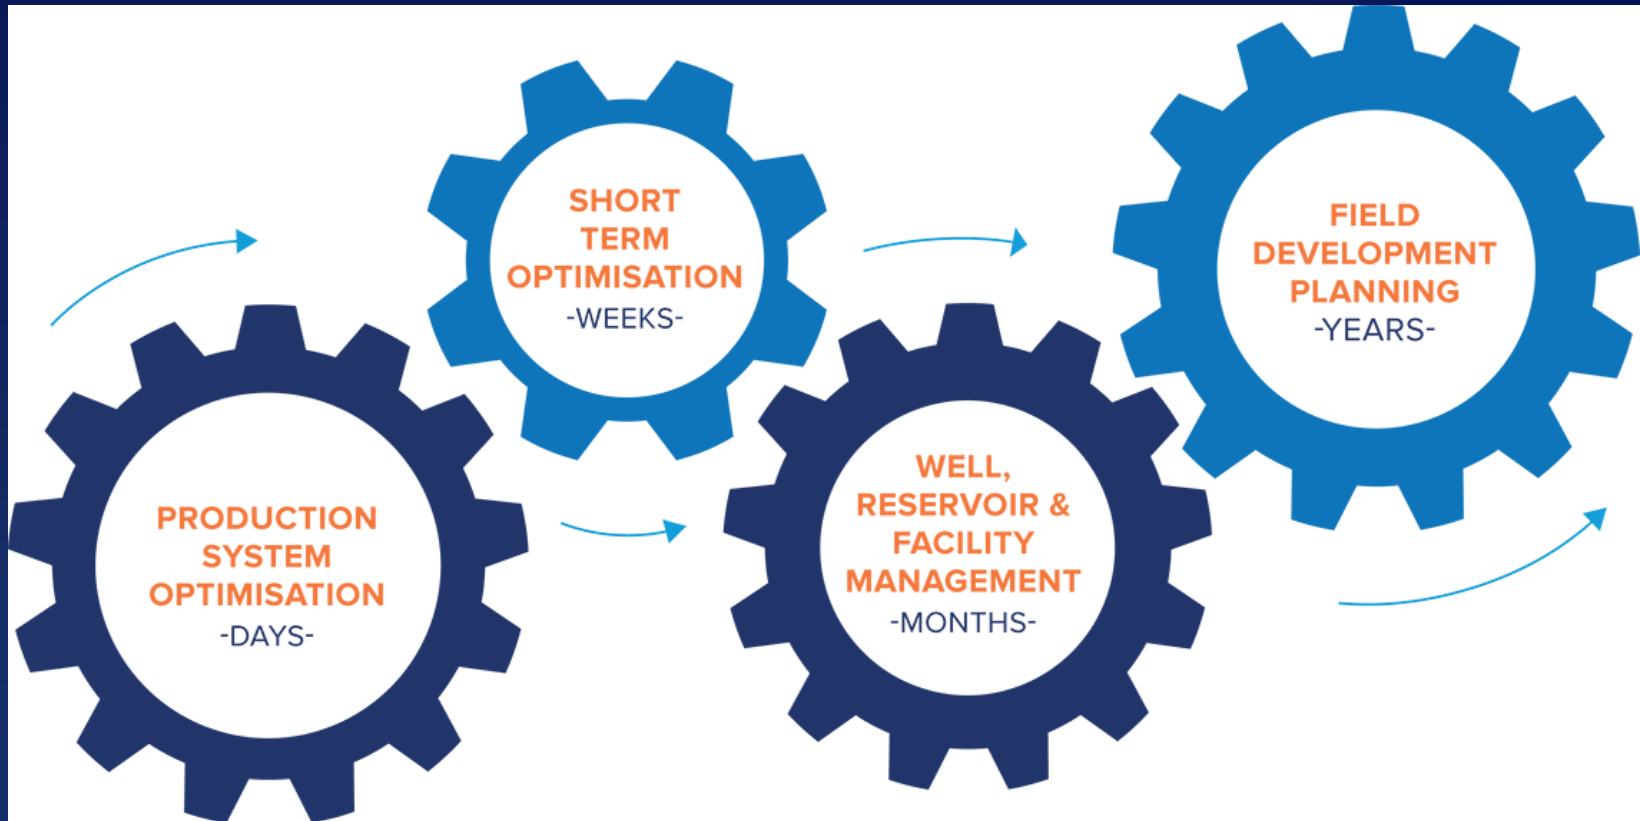 SHORT
TERM
OPTIMISATION
-WEEKS-
FIELD
DEVELOPMENT
PLANNING
-YEARS-
PRODUCTION
SYSTEM
OPTIMISATION
-DAYS-
WELL,
RESERVOIR &
FACILITY
MANAGEMENT
-MONTHS-